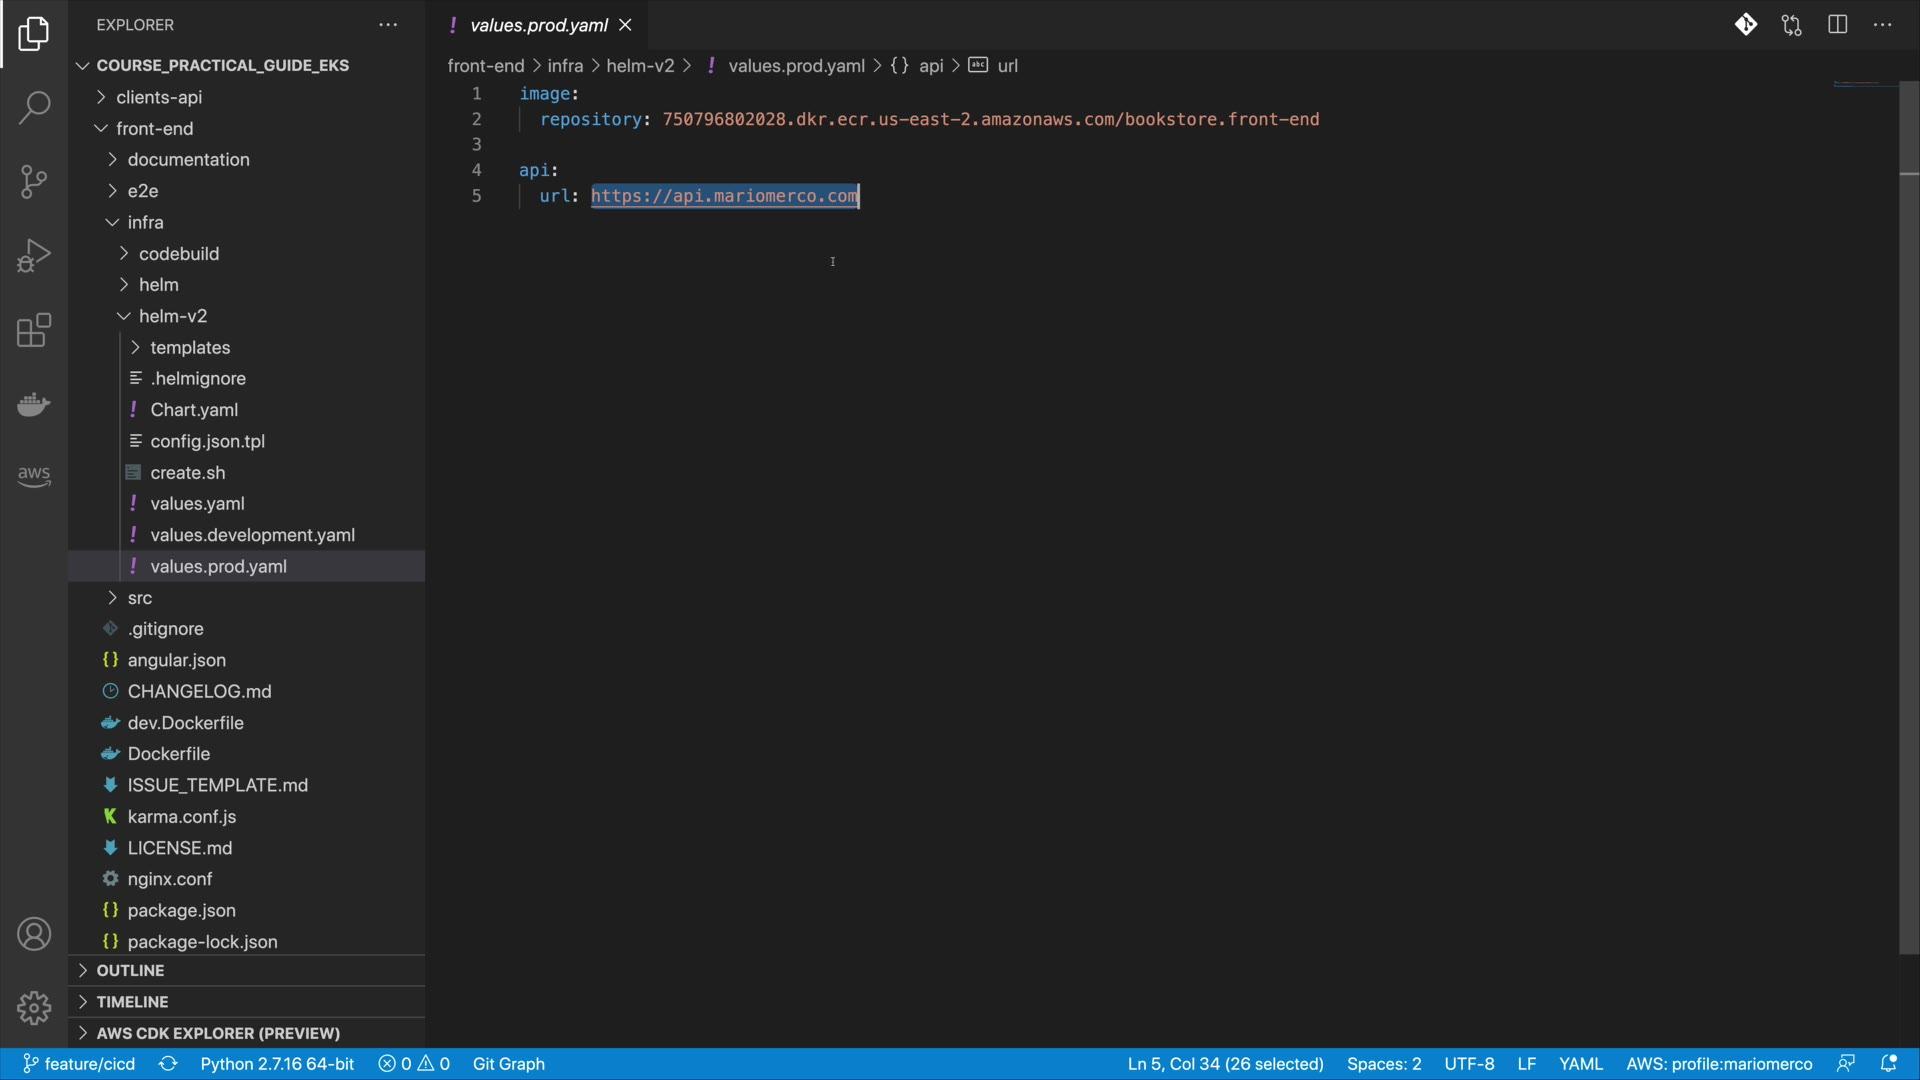 EXPLORER
values.prod.yaml
COURSE_PRACTICAL_GUIDE_EKS
front-end > infra > helm-v2 > ! values.prod.yaml > {} api > abc url
clients-api
front-end
documentation
e2e
infra
codebuild
helm
helm-v2
templates
.helmignore
Chart.yaml
config.json.tpl
create.sh
values.yaml
values.development.yaml
values.prod.yaml
src
.gitignore
angular.json
CHANGELOG.md
dev.Dockerfile
Dockerfile
ISSUE_TEMPLATE.md
karma.conf.js
LICENSE.md
nginx.conf
package.json
package-lock.json
OUTLINE
TIMELINE
AWS CDK EXPLORER (PREVIEW)
aws
1 image:
2 repository: 750796802028.dkr.ecr.us-east-2.amazonaws.com/bookstore.front-end
3
4 api:
5 url: https://api.mariomerco.com
feature/cicd Python 2.7.16 64-bit 0 0 Git Graph Ln 5, Col 34 (26 selected) Spaces: 2 UTF-8 LF YAML AWS: profile:mariomerco